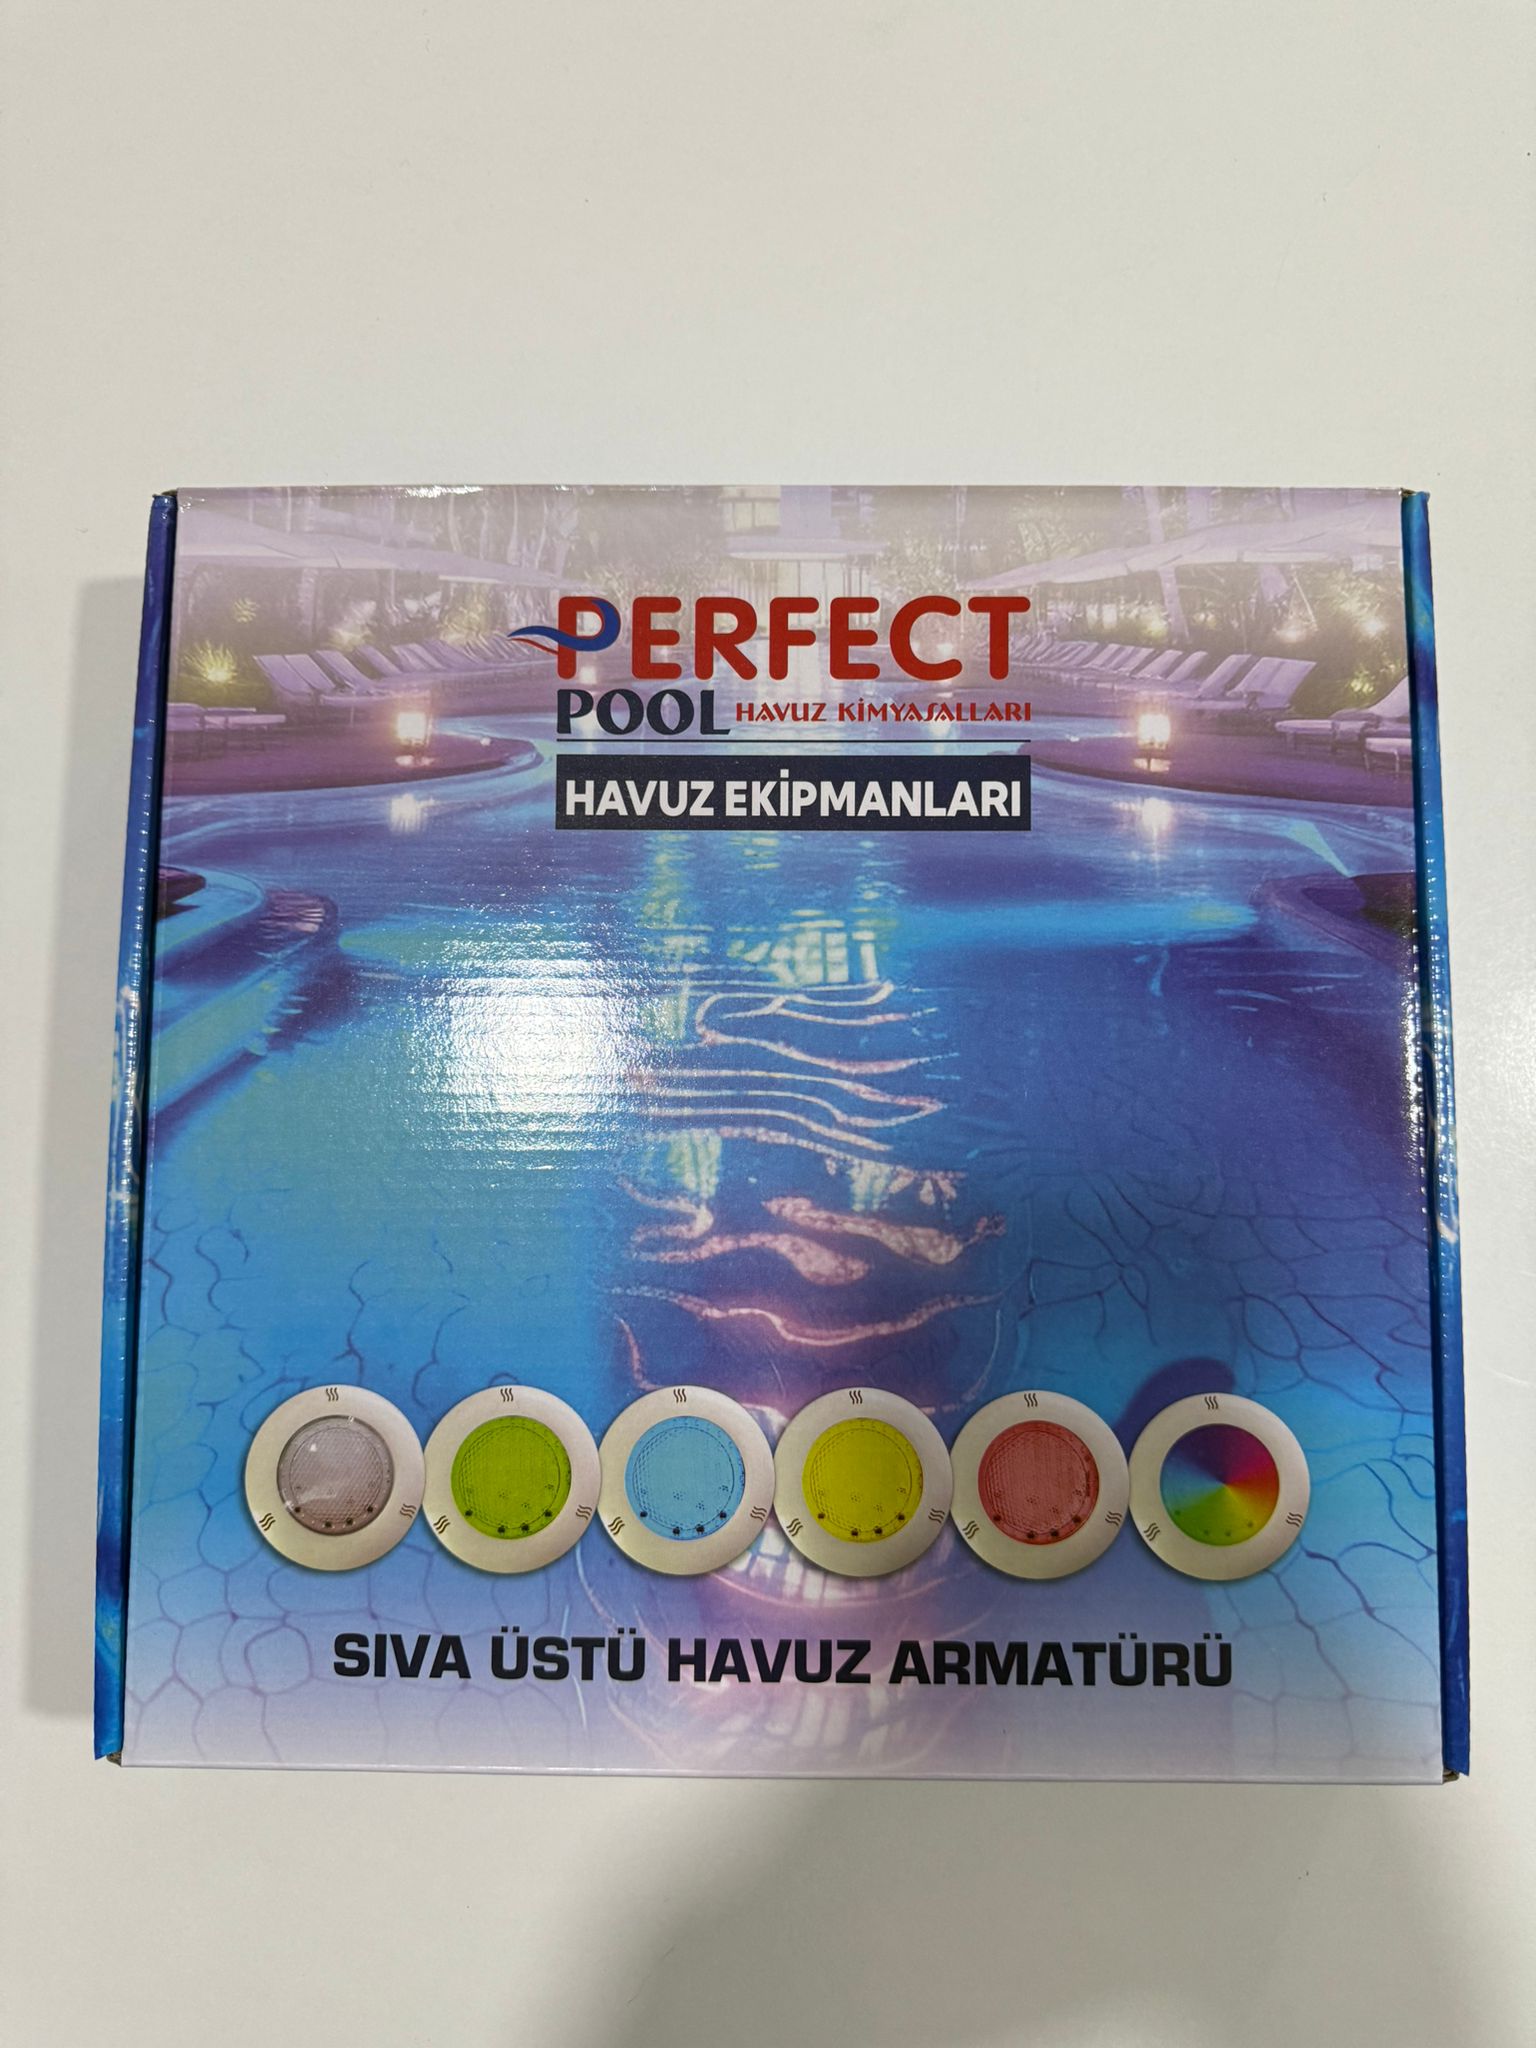 PERFECT
POOL HAVUZ KİMYASALLARI
HAVUZ EKİPMANLARI
SIVA ÜSTÜ HAVUZ ARMATÜRÜ